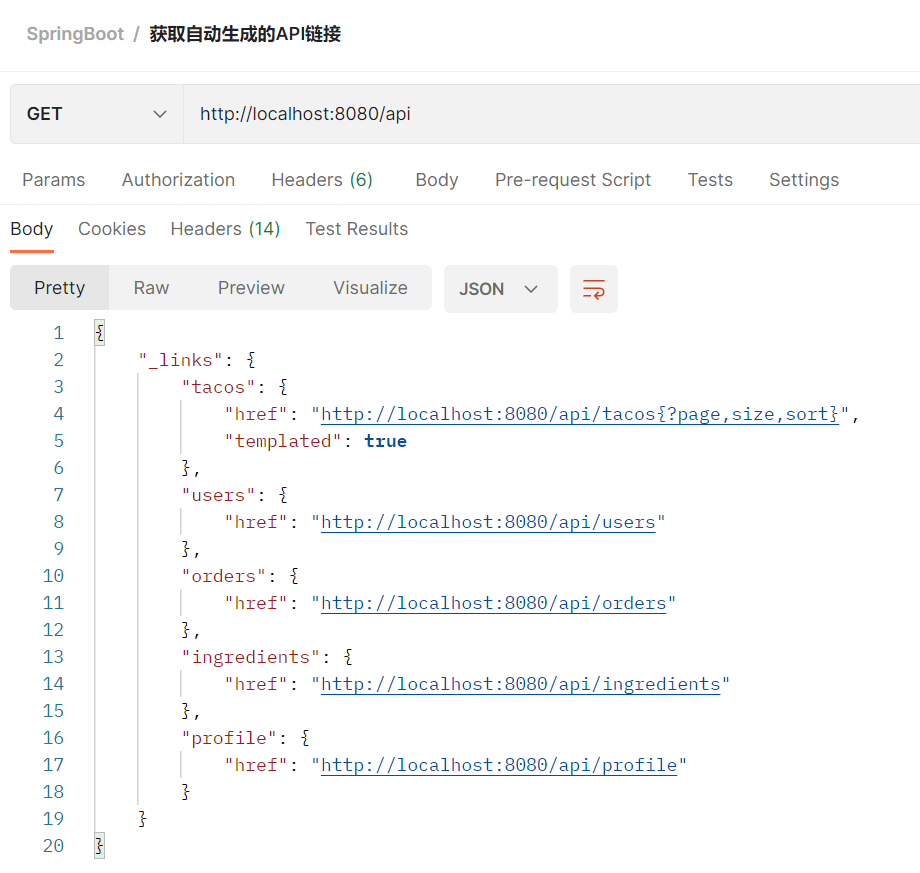 SpringBoot / 获取自动生成的API链接
GET http://localhost:8080/api
Params Authorization Headers (6) Body Pre-request Script Tests Settings
Body Cookies Headers (14) Test Results
Pretty Raw Preview Visualize JSON
1 {
2 "_links": {
3 "tacos": {
4 "href": "http://localhost:8080/api/tacos{?page,size,sort}",
5 "templated": true
6 },
7 "users": {
8 "href": "http://localhost:8080/api/users"
9 },
10 "orders": {
11 "href": "http://localhost:8080/api/orders"
12 },
13 "ingredients": {
14 "href": "http://localhost:8080/api/ingredients"
15 },
16 "profile": {
17 "href": "http://localhost:8080/api/profile"
18 }
19 }
20 }